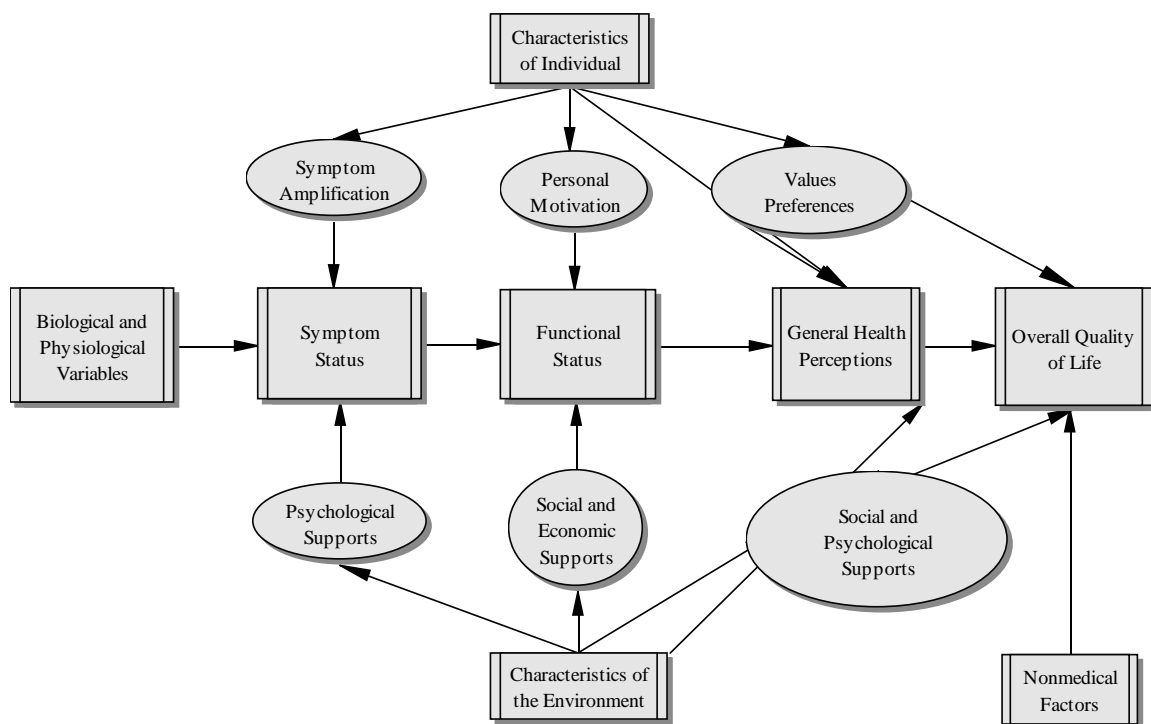 Characteristics
of Individual
Symptom
Amplification
Personal
Motivation
Values
Preferences
Biological and
Physiological
Variables
Symptom
Status
Functional
Status
General Health
Perceptions
Overall Quality
of Life
Psychological
Supports
Social and
Economic
Supports
Social and
Psychological
Supports
Characteristics of
the Environment
Nonmedical
Factors